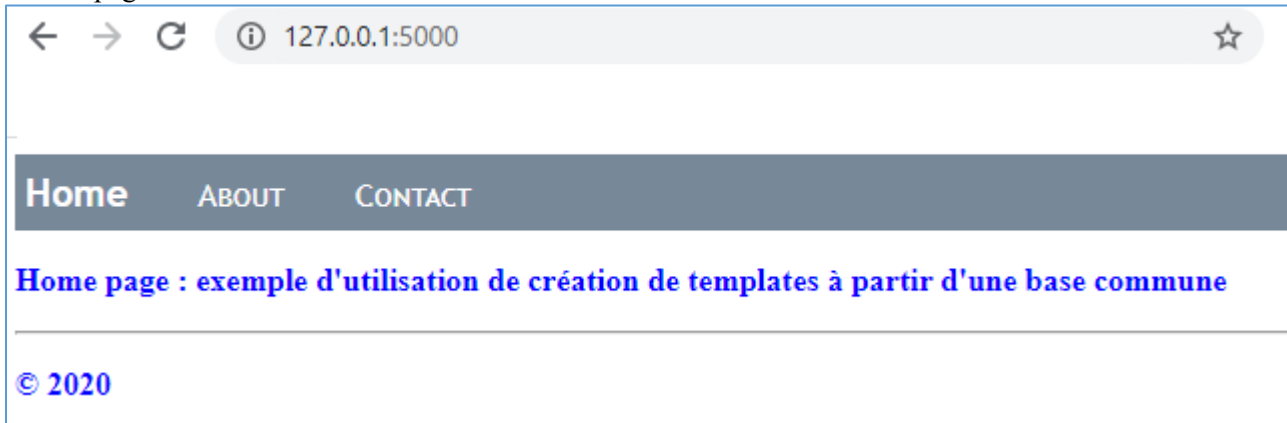 127.0.0.1:5000
Home About Contact
Home page : exemple d'utilisation de création de templates à partir d'une base commune
© 2020